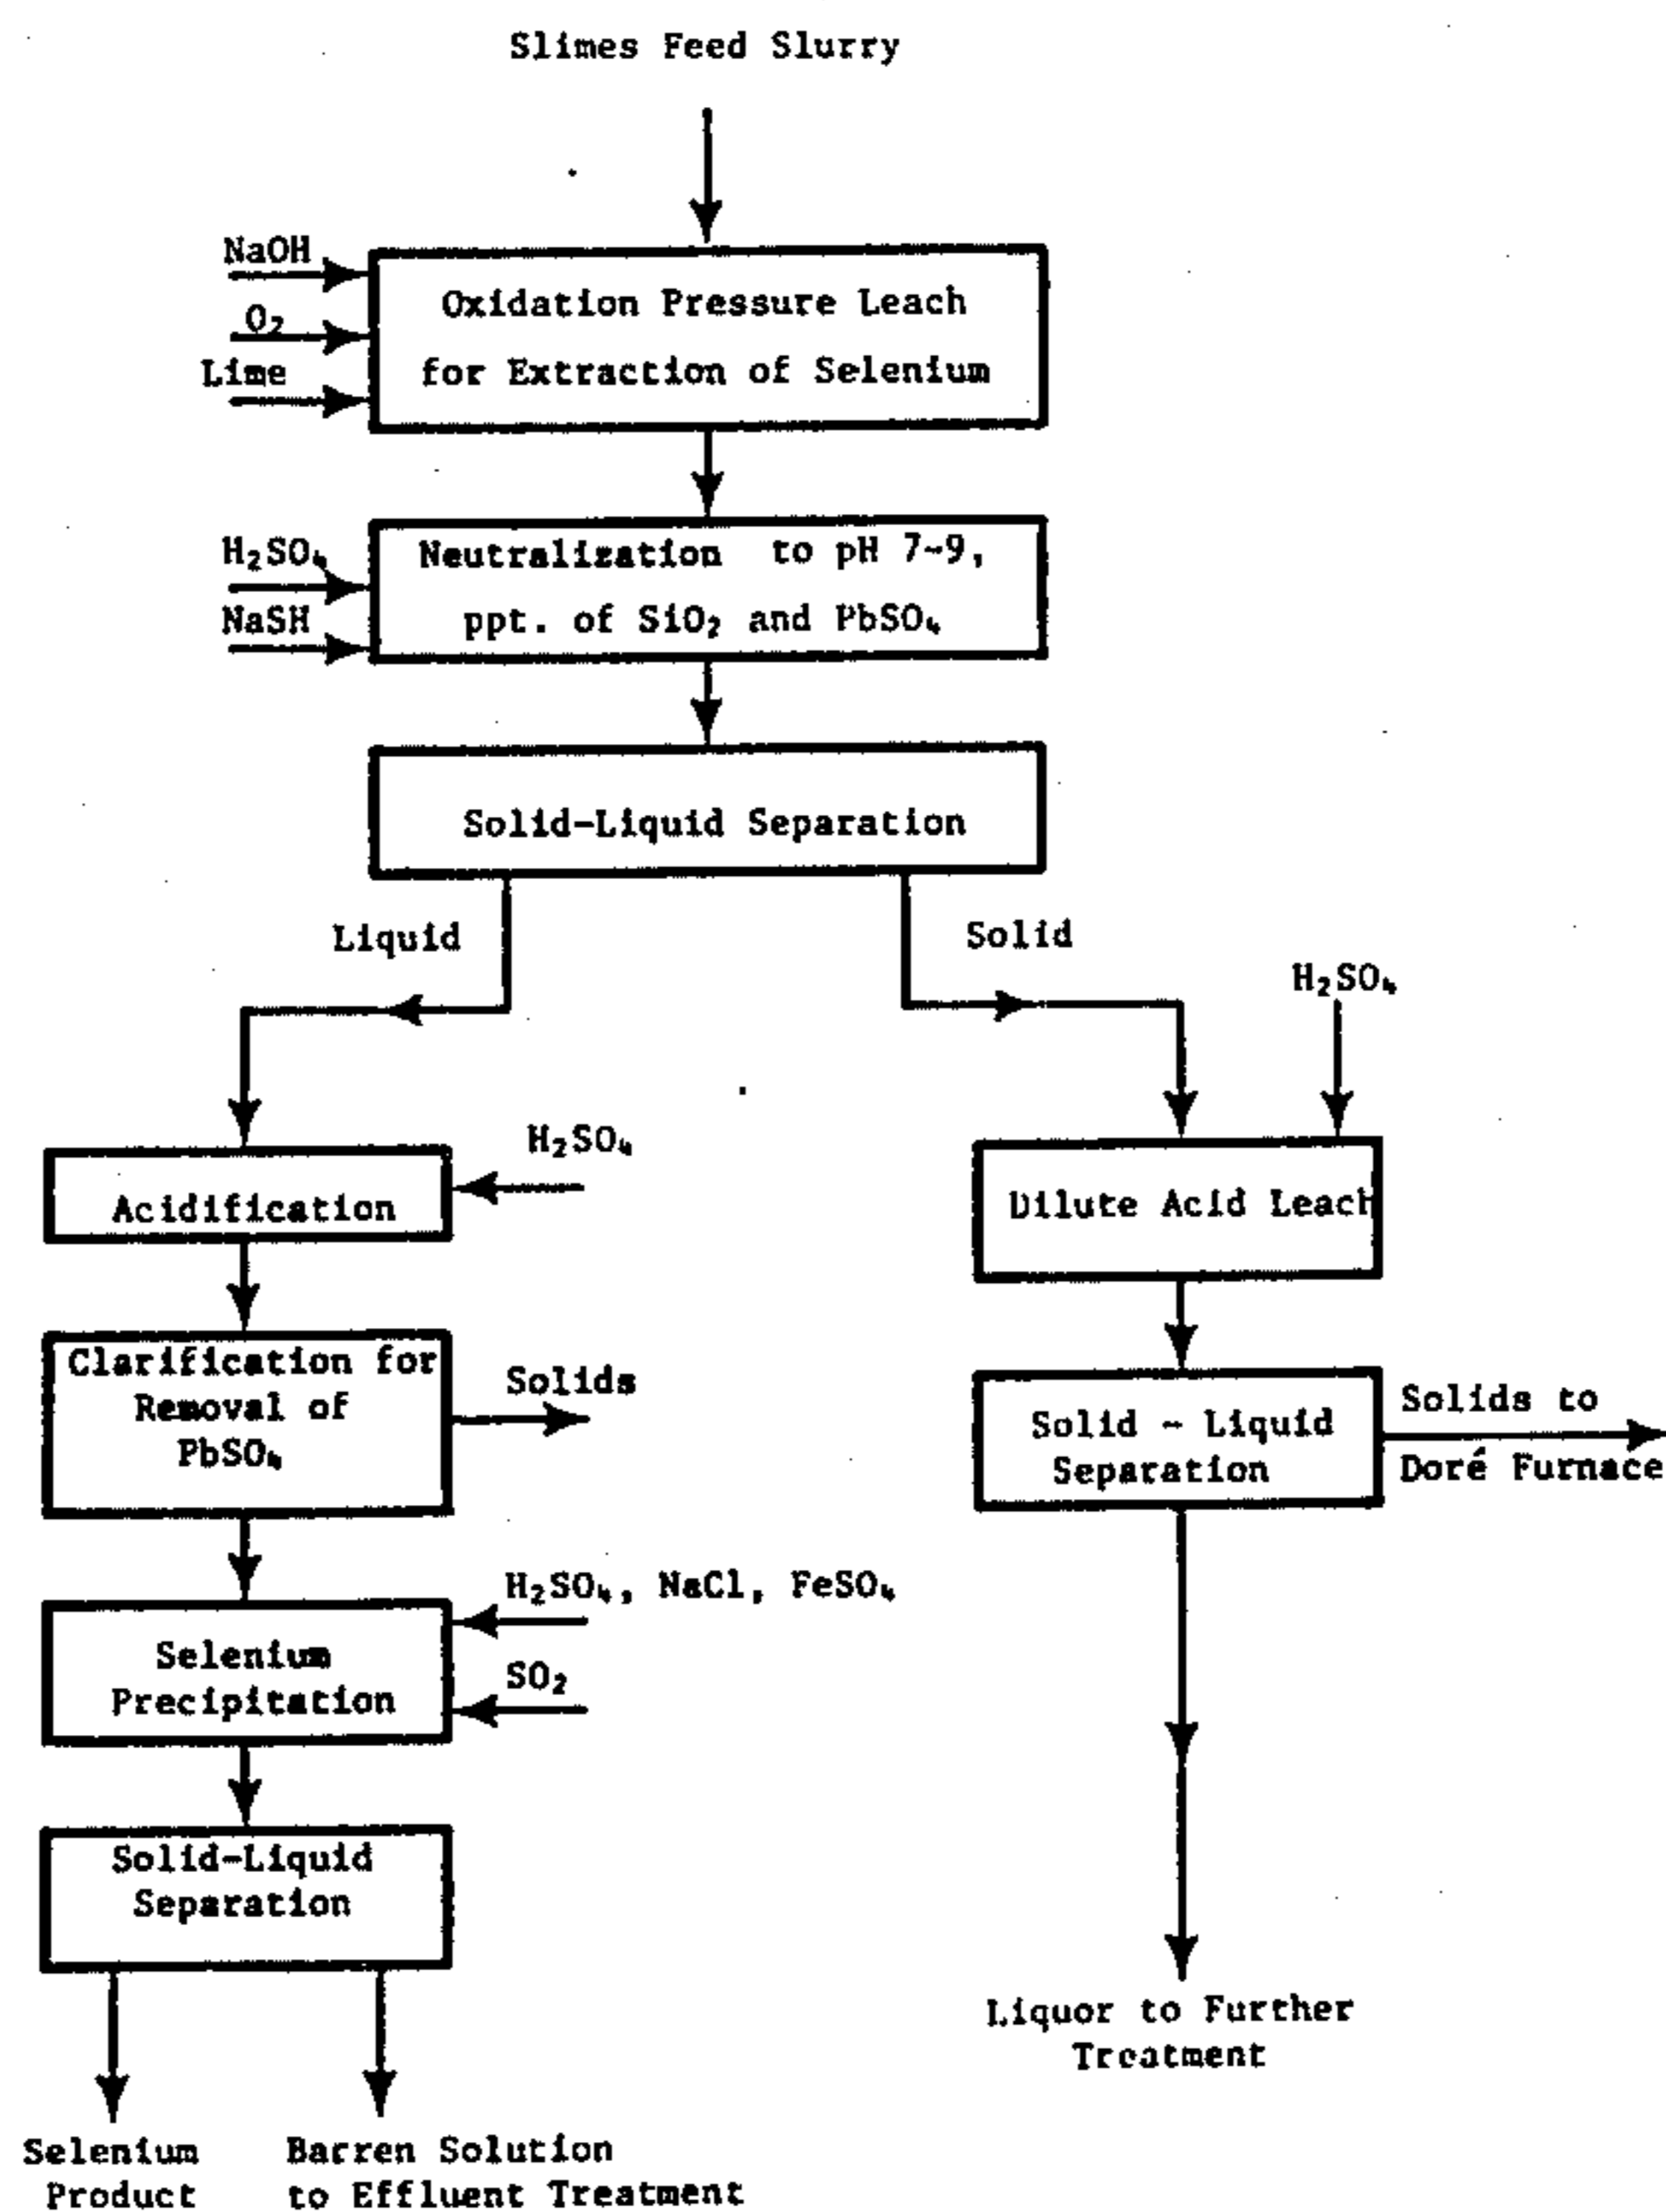 Slimes Feed Slurry
NaOH
O₂
Lime
Oxidation Pressure Leach
for Extraction of Selenium
H₂SO₄
NaSH
Neutralization to pH 7-9,
ppt. of SiO₂ and PbSO₄
Solid-Liquid Separation
Liquid
Solid
H₂SO₄
H₂SO₄
Acidification
Dilute Acid Leach
Clarification for
Removal of
PbSO₄
Solids
Solid - Liquid
Separation
Solids to
Doré Furnace
H₂SO₄, NaCl, FeSO₄
SO₂
Selenium
Precipitation
Solid-Liquid
Separation
Liquor to Further
Treatment
Selenium
Product
Barren Solution
to Effluent Treatment